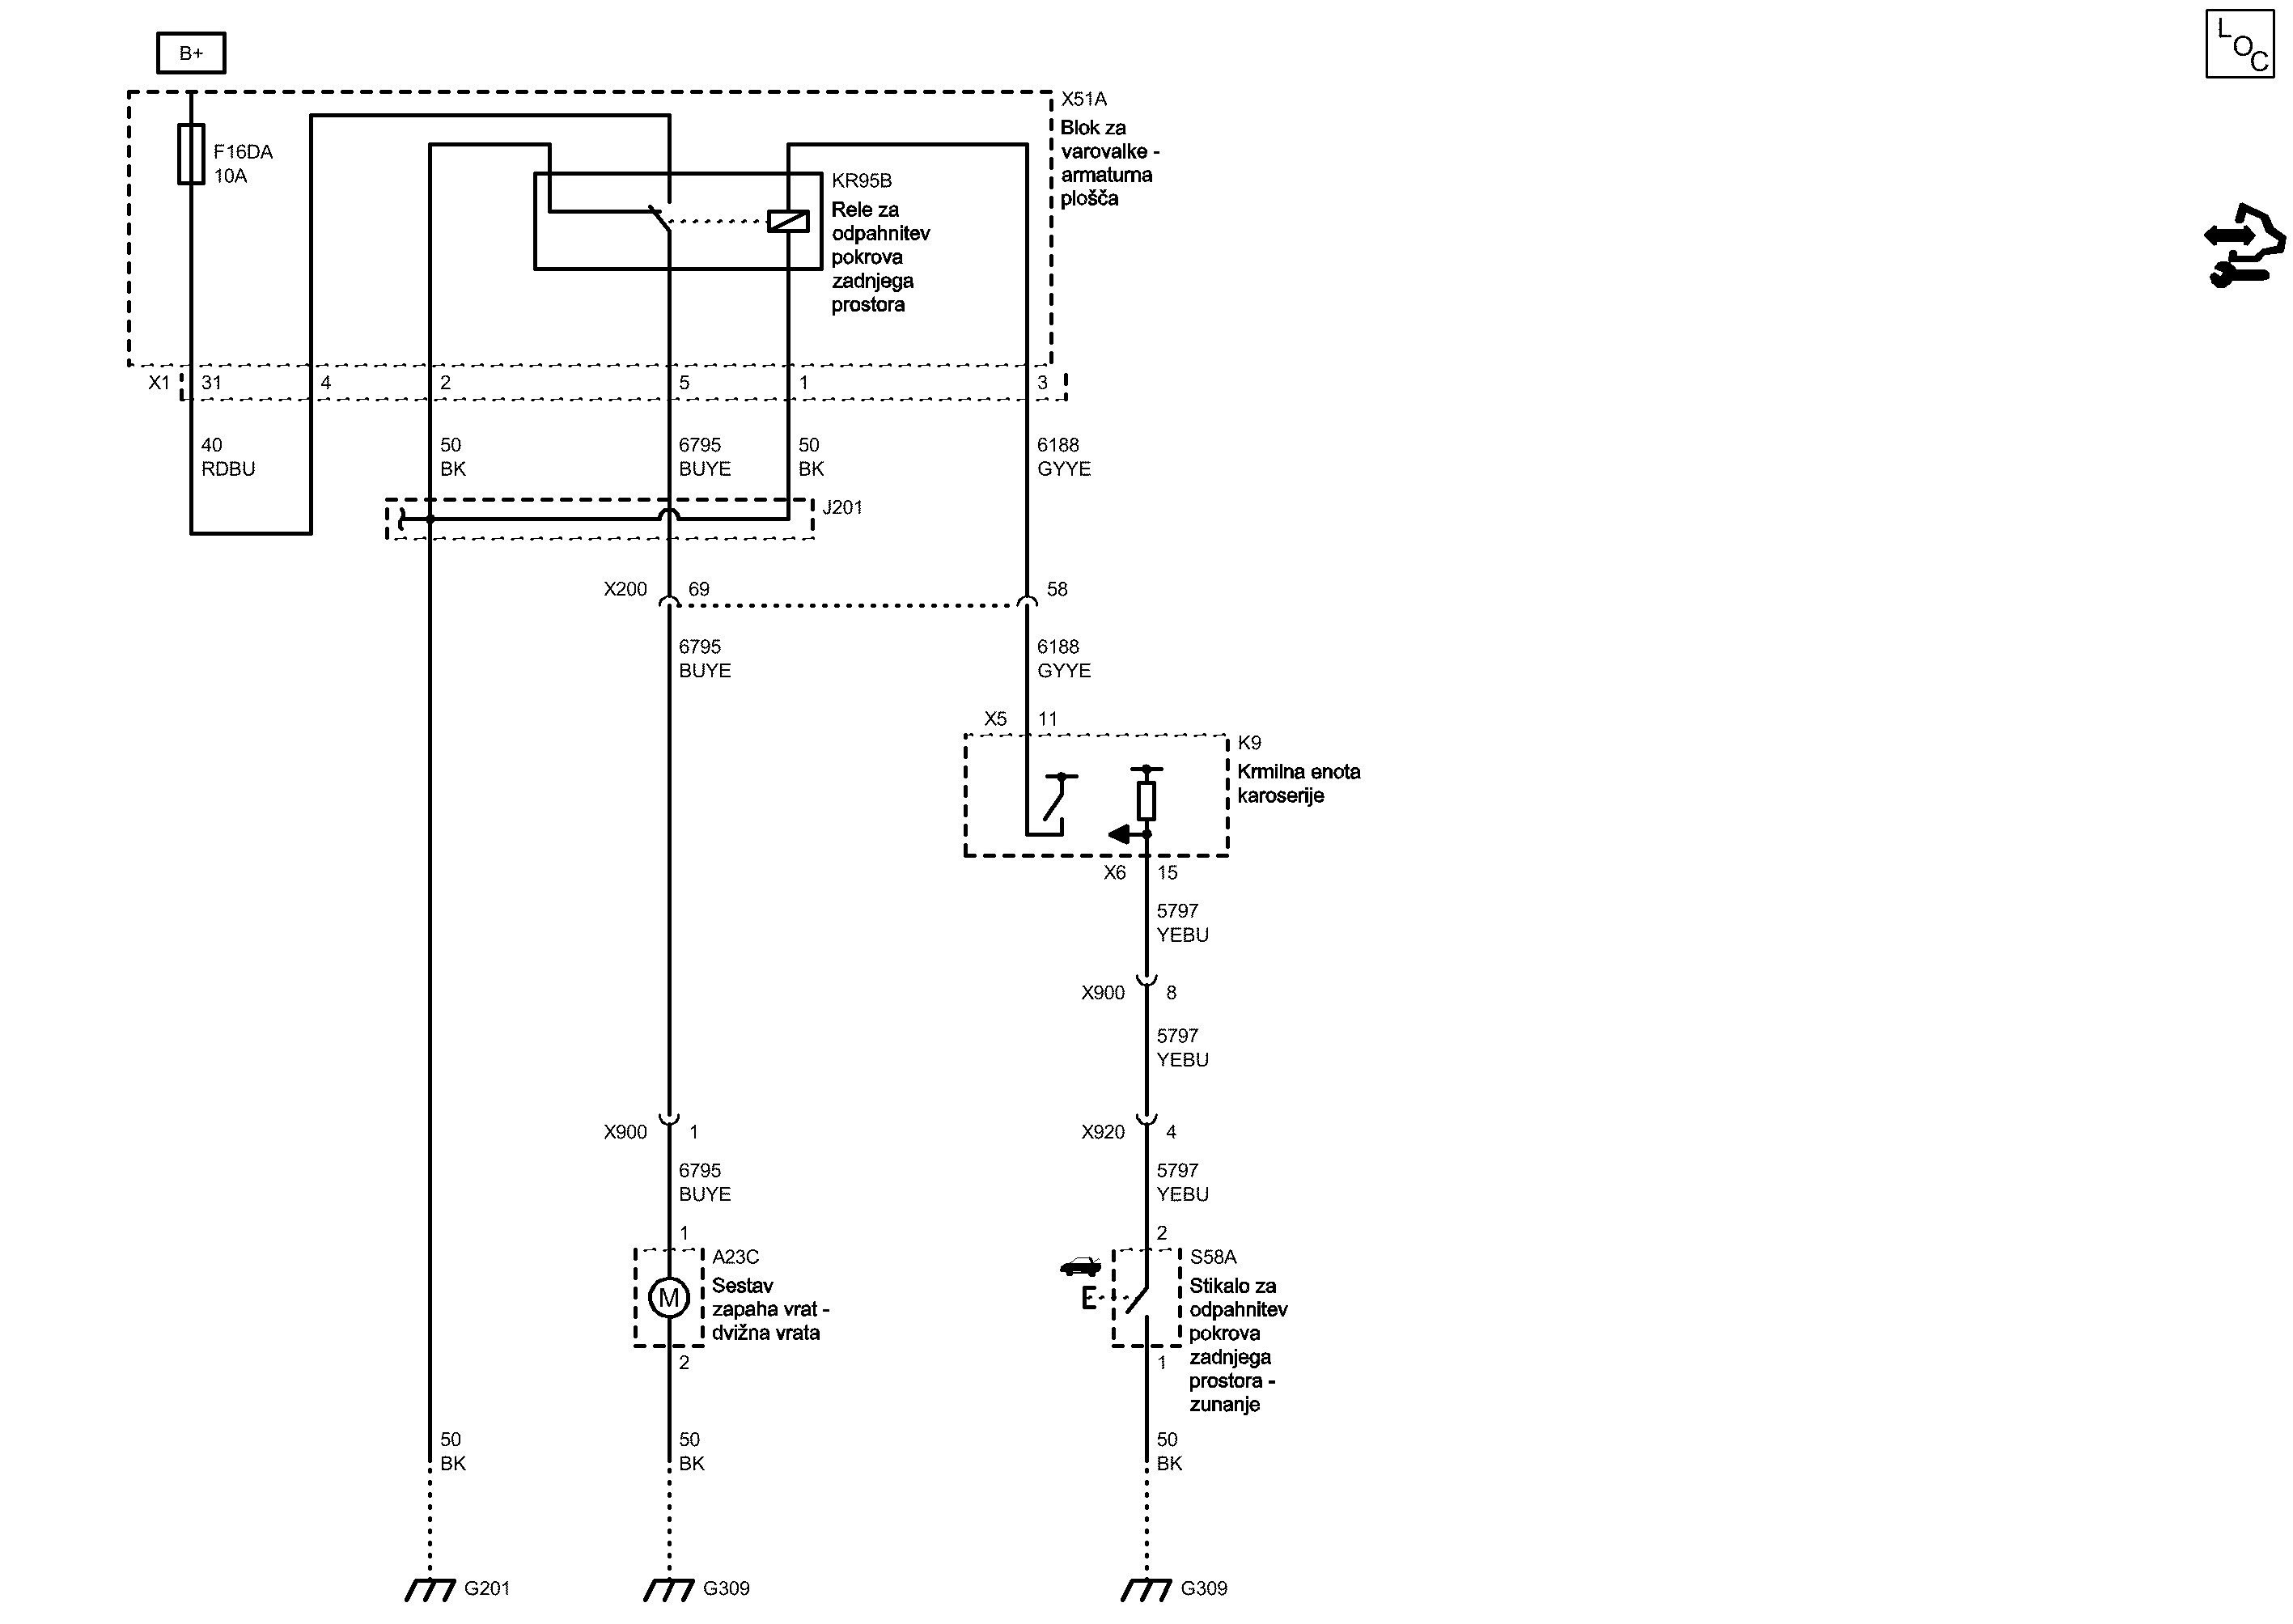 B+
LOC
X51A
Blok za
varovalke -
armaturna
plošča
F16DA
10A
KR95B
Rele za
odpahnitev
pokrova
zadnjega
prostora
X1 31 4 2 5 1 3
40 50 6795 50 6188
RDBU BK BUYE BK GYYE
J201
X200 69 58
6795 6188
BUYE GYYE
X5 11
K9
Krmilna enota
karoserije
X6 15
5797
YEBU
X900 8
5797
YEBU
X900 1 X920 4
6795 5797
BUYE YEBU
1 2
A23C
Sestav
zapaha vrat -
dvižna vrata
M
2
S58A
Stikalo za
odpahnitev
pokrova
zadnjega
prostora -
zunanje
E
1
50 50 50
BK BK BK
G201 G309 G309